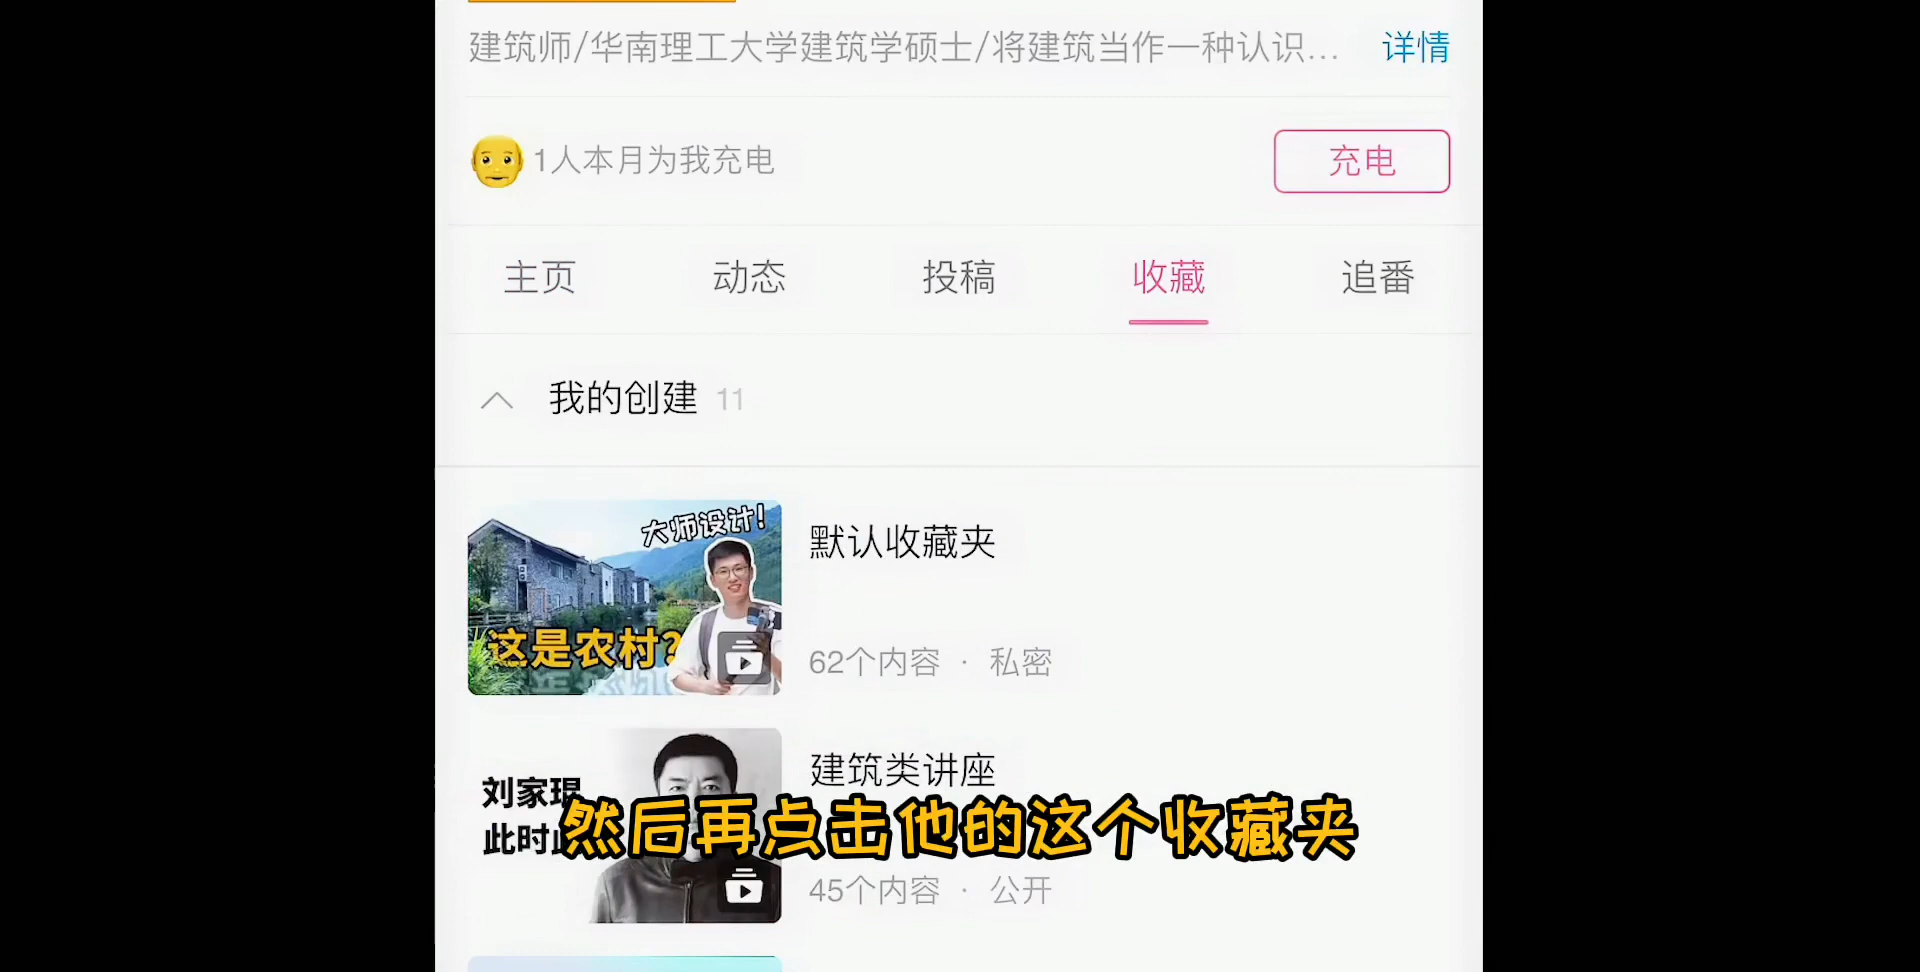 建筑师/华南理工大学建筑学硕士/将建筑当作一种认识... 详情
1人本月为我充电 充电
主页 动态 投稿 收藏 追番
我的创建 11
大师设计!
这是农村?
默认收藏夹
62个内容 · 私密
刘家琨
此时此
建筑类讲座
然后再点击他的这个收藏夹
45个内容 · 公开